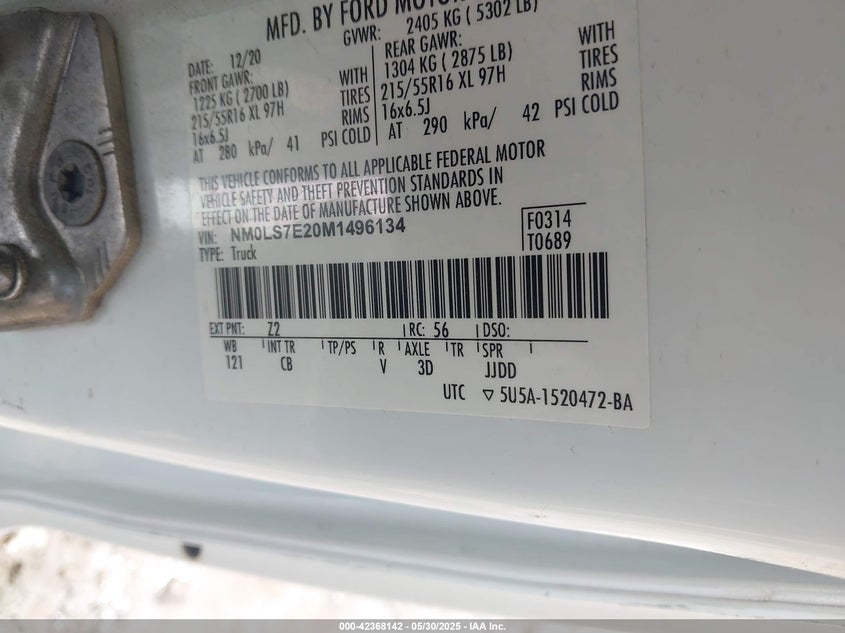 MFD. BY FORD MOTOR
GVWR: 2405 KG ( 5302 LB)
DATE: 12/20
FRONT GAWR:
1225 KG ( 2700 LB) WITH
215/55R16 XL 97H TIRES
16x6.5J RIMS
AT 280 kPa/ 41 PSI COLD
REAR GAWR: WITH
1304 KG ( 2875 LB) TIRES
215/55R16 XL 97H RIMS
16x6.5J
AT 290 kPa/ 42 PSI COLD
THIS VEHICLE CONFORMS TO ALL APPLICABLE FEDERAL MOTOR
VEHICLE SAFETY AND THEFT PREVENTION STANDARDS IN
EFFECT ON THE DATE OF MANUFACTURE SHOWN ABOVE.
VIN: NM0LS7E20M1496134
TYPE: Truck
F0314
T0689
EXT PNT: Z2 RC: 56 DSO:
WB INT TR TP/PS R AXLE TR SPR
121 CB V 3D JJDD
UTC ▽ 5U5A-1520472-BA
000-42368142 — 05/30/2025 — IAA Inc.